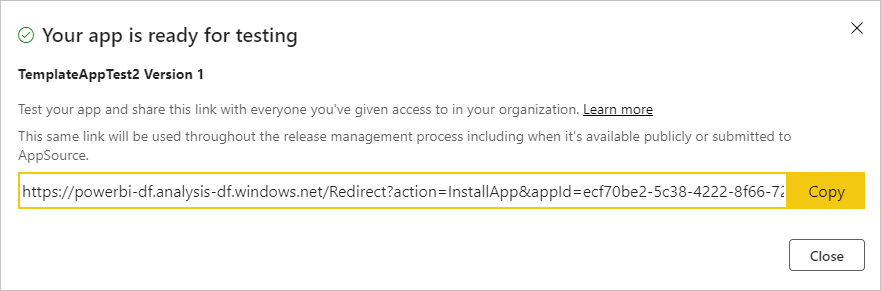 Your app is ready for testing
TemplateAppTest2 Version 1
Test your app and share this link with everyone you've given access to in your organization. Learn more
This same link will be used throughout the release management process including when it's available publicly or submitted to
AppSource.
https://powerbi-df.analysis-df.windows.net/Redirect?action=InstallApp&appId=ecf70be2-5c38-4222-8f66-72 Copy
Close